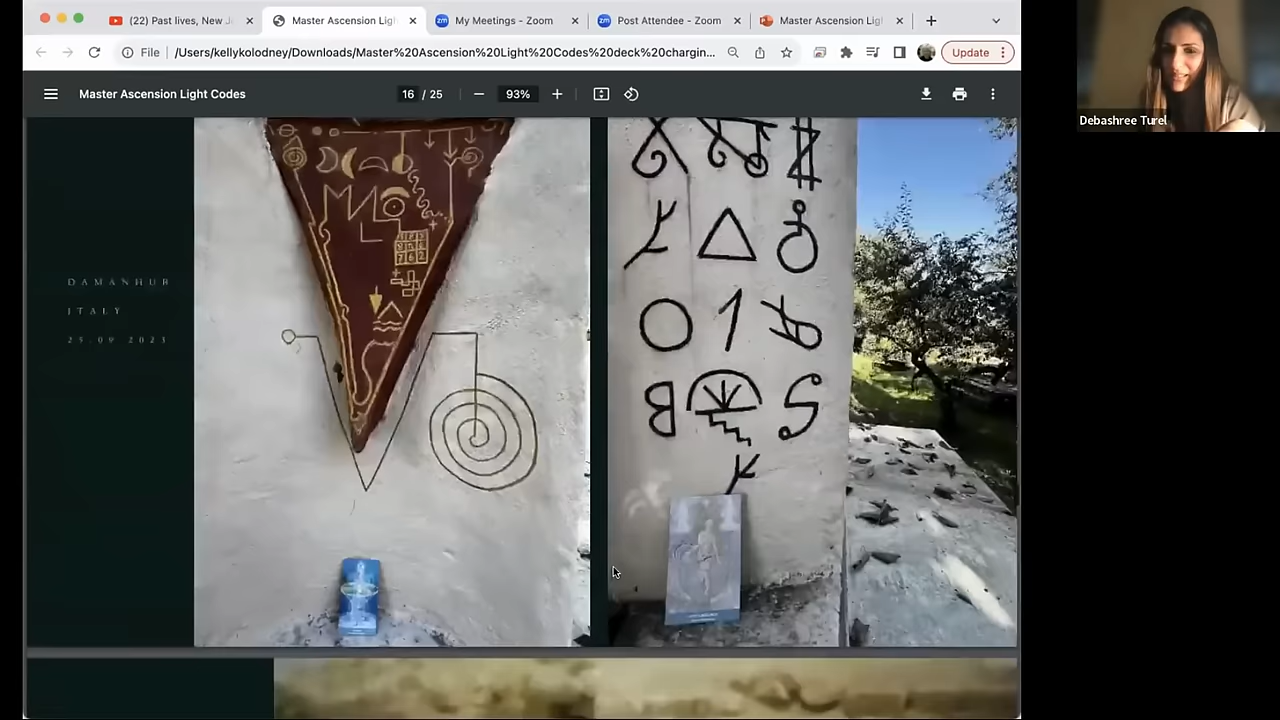 (22) Past lives, New J
Master Ascension Light
My Meetings - Zoom
Post Attendee - Zoom
Master Ascension Ligh
File
/Users/kellykolodney/Downloads/Master%20Ascension%20Light%20Codes%20deck%20chargin...
Update
Master Ascension Light Codes
16 / 25
93%
Debashree Turel
DAMANHUR
ITALY
25.09 2023